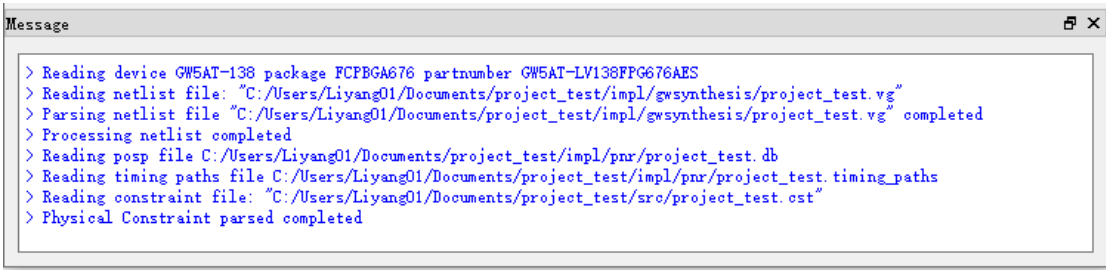 Message
> Reading device GW5AT-138 package FCPBGA676 partnumber GW5AT-LV138FPG676AES
> Reading netlist file: "C:/Users/Liyang01/Documents/project_test/impl/gwsynthesis/project_test.vg"
> Parsing netlist file "C:/Users/Liyang01/Documents/project_test/impl/gwsynthesis/project_test.vg" completed
> Processing netlist completed
> Reading posp file C:/Users/Liyang01/Documents/project_test/impl/pnr/project_test.db
> Reading timing paths file C:/Users/Liyang01/Documents/project_test/impl/pnr/project_test.timing_paths
> Reading constraint file: "C:/Users/Liyang01/Documents/project_test/src/project_test.cst"
> Physical Constraint parsed completed